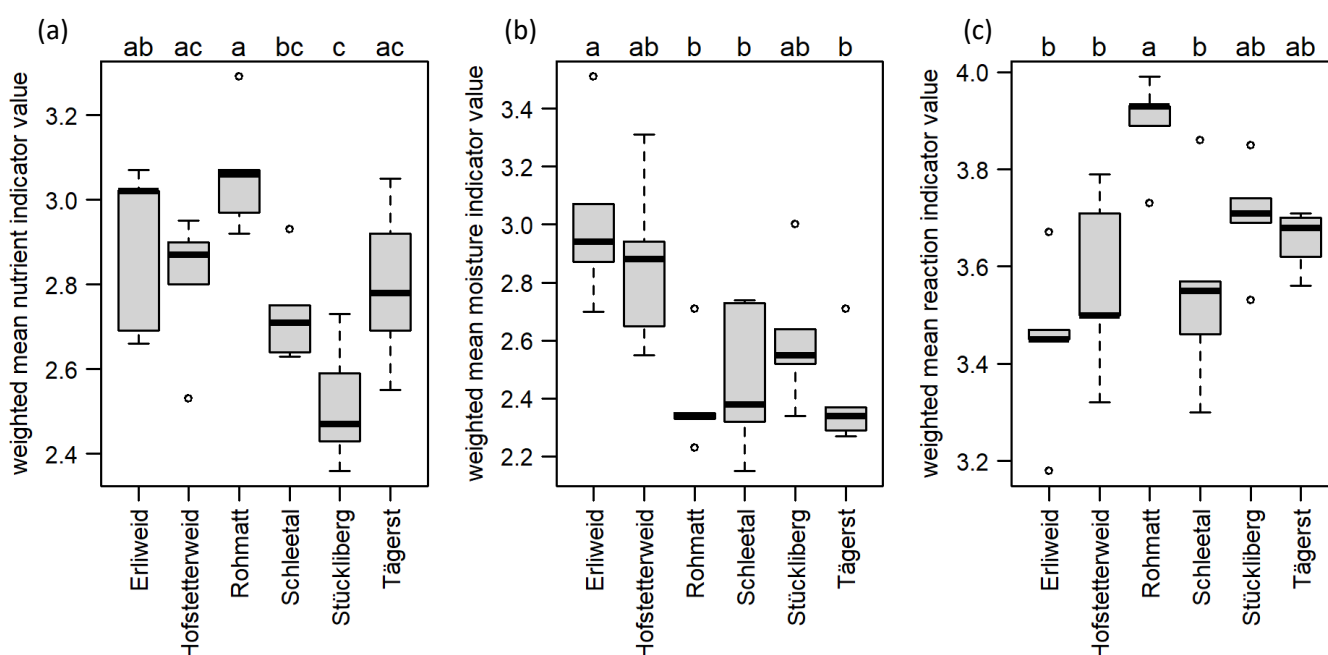 (a)
ab ac a bc c ac
weighted mean nutrient indicator value
3.2
3.0
2.8
2.6
2.4
Erliweid
Hofstetterweid
Rohmatt
Schleetal
Stückliberg
Tägerst
(b)
a ab b b ab b
weighted mean moisture indicator value
3.4
3.2
3.0
2.8
2.6
2.4
2.2
Erliweid
Hofstetterweid
Rohmatt
Schleetal
Stückliberg
Tägerst
(c)
b b a b ab ab
weighted mean reaction indicator value
4.0
3.8
3.6
3.4
3.2
Erliweid
Hofstetterweid
Rohmatt
Schleetal
Stückliberg
Tägerst